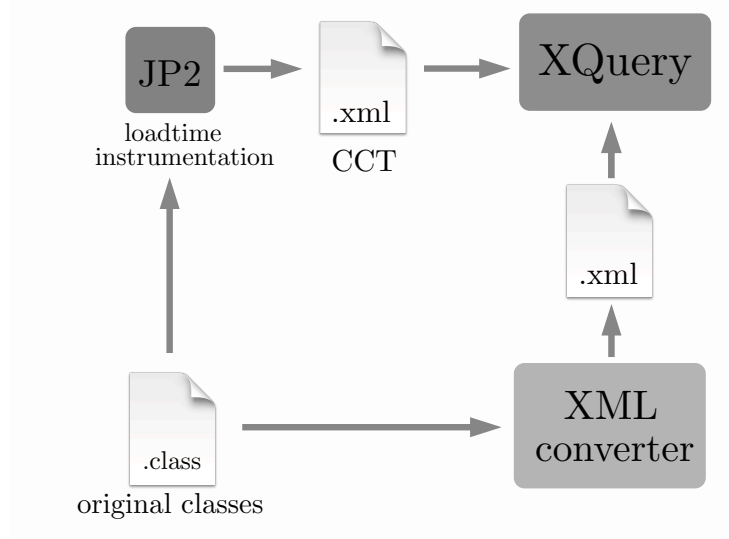 JP2
loadtime
instrumentation
.xml
CCT
XQuery
.xml
.class
original classes
XML
converter